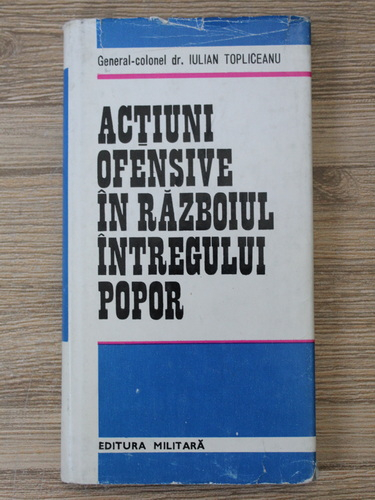 General-colonel dr. IULIAN TOPLICEANU
ACȚIUNI
OFENSIVE
ÎN RĂZBOIUL
ÎNTREGULUI
POPOR
EDITURA MILITARĂ